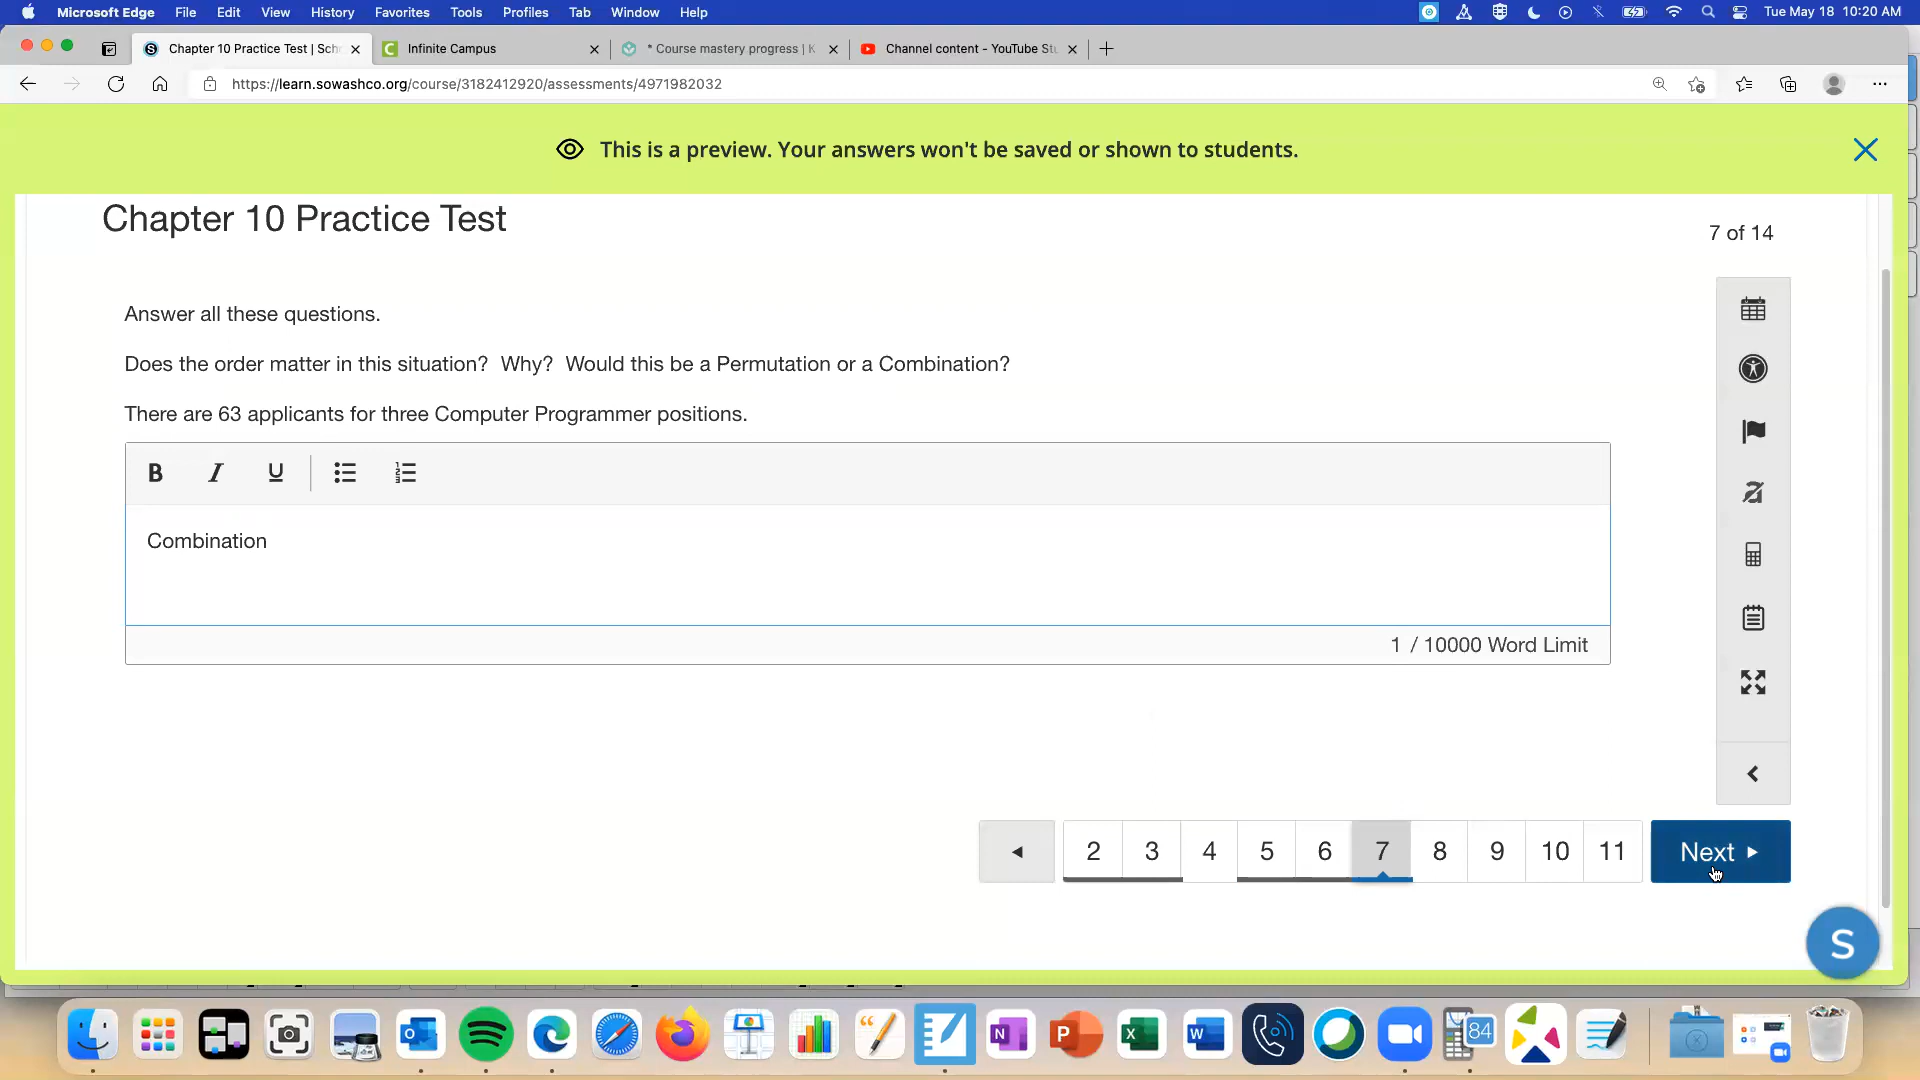 Microsoft Edge File Edit View History Favorites Tools Profiles Tab Window Help Tue May 18 10:20 AM
Chapter 10 Practice Test | Sch Infinite Campus * Course mastery progress | K Channel content - YouTube Stu
https://learn.sowashco.org/course/3182412920/assessments/4971982032
This is a preview. Your answers won't be saved or shown to students.
Chapter 10 Practice Test
7 of 14
Answer all these questions.
Does the order matter in this situation? Why? Would this be a Permutation or a Combination?
There are 63 applicants for three Computer Programmer positions.
B I U
Combination
1 / 10000 Word Limit
2 3 4 5 6 7 8 9 10 11 Next
S
84